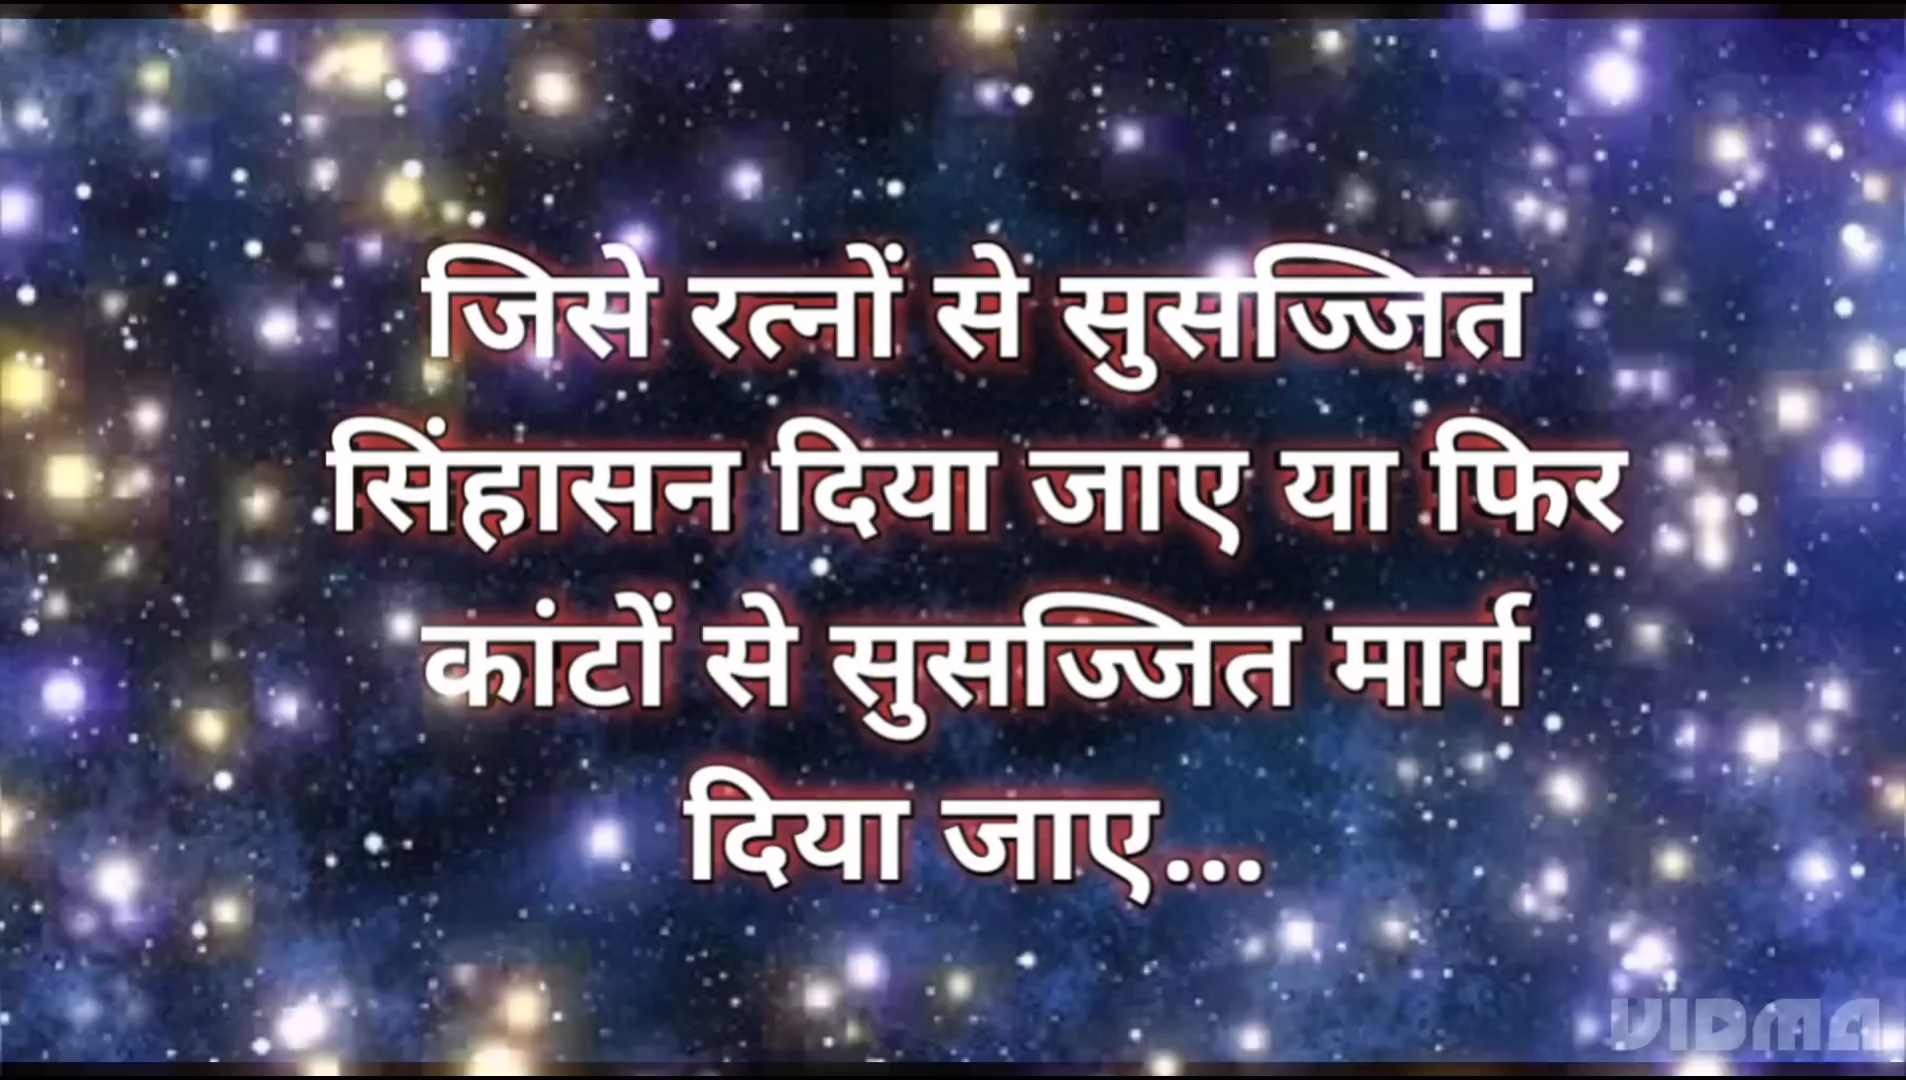 जिसे रत्नों से सुसज्जित
सिंहासन दिया जाए या फिर
कांटों से सुसज्जित मार्ग
दिया जाए...
VIDMA